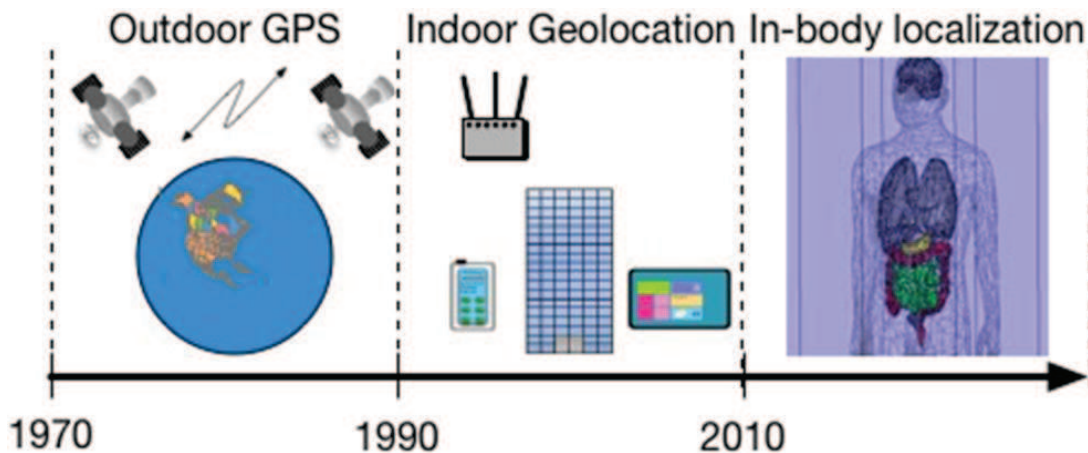 Outdoor GPS
Indoor Geolocation
In-body localization
1970
1990
2010